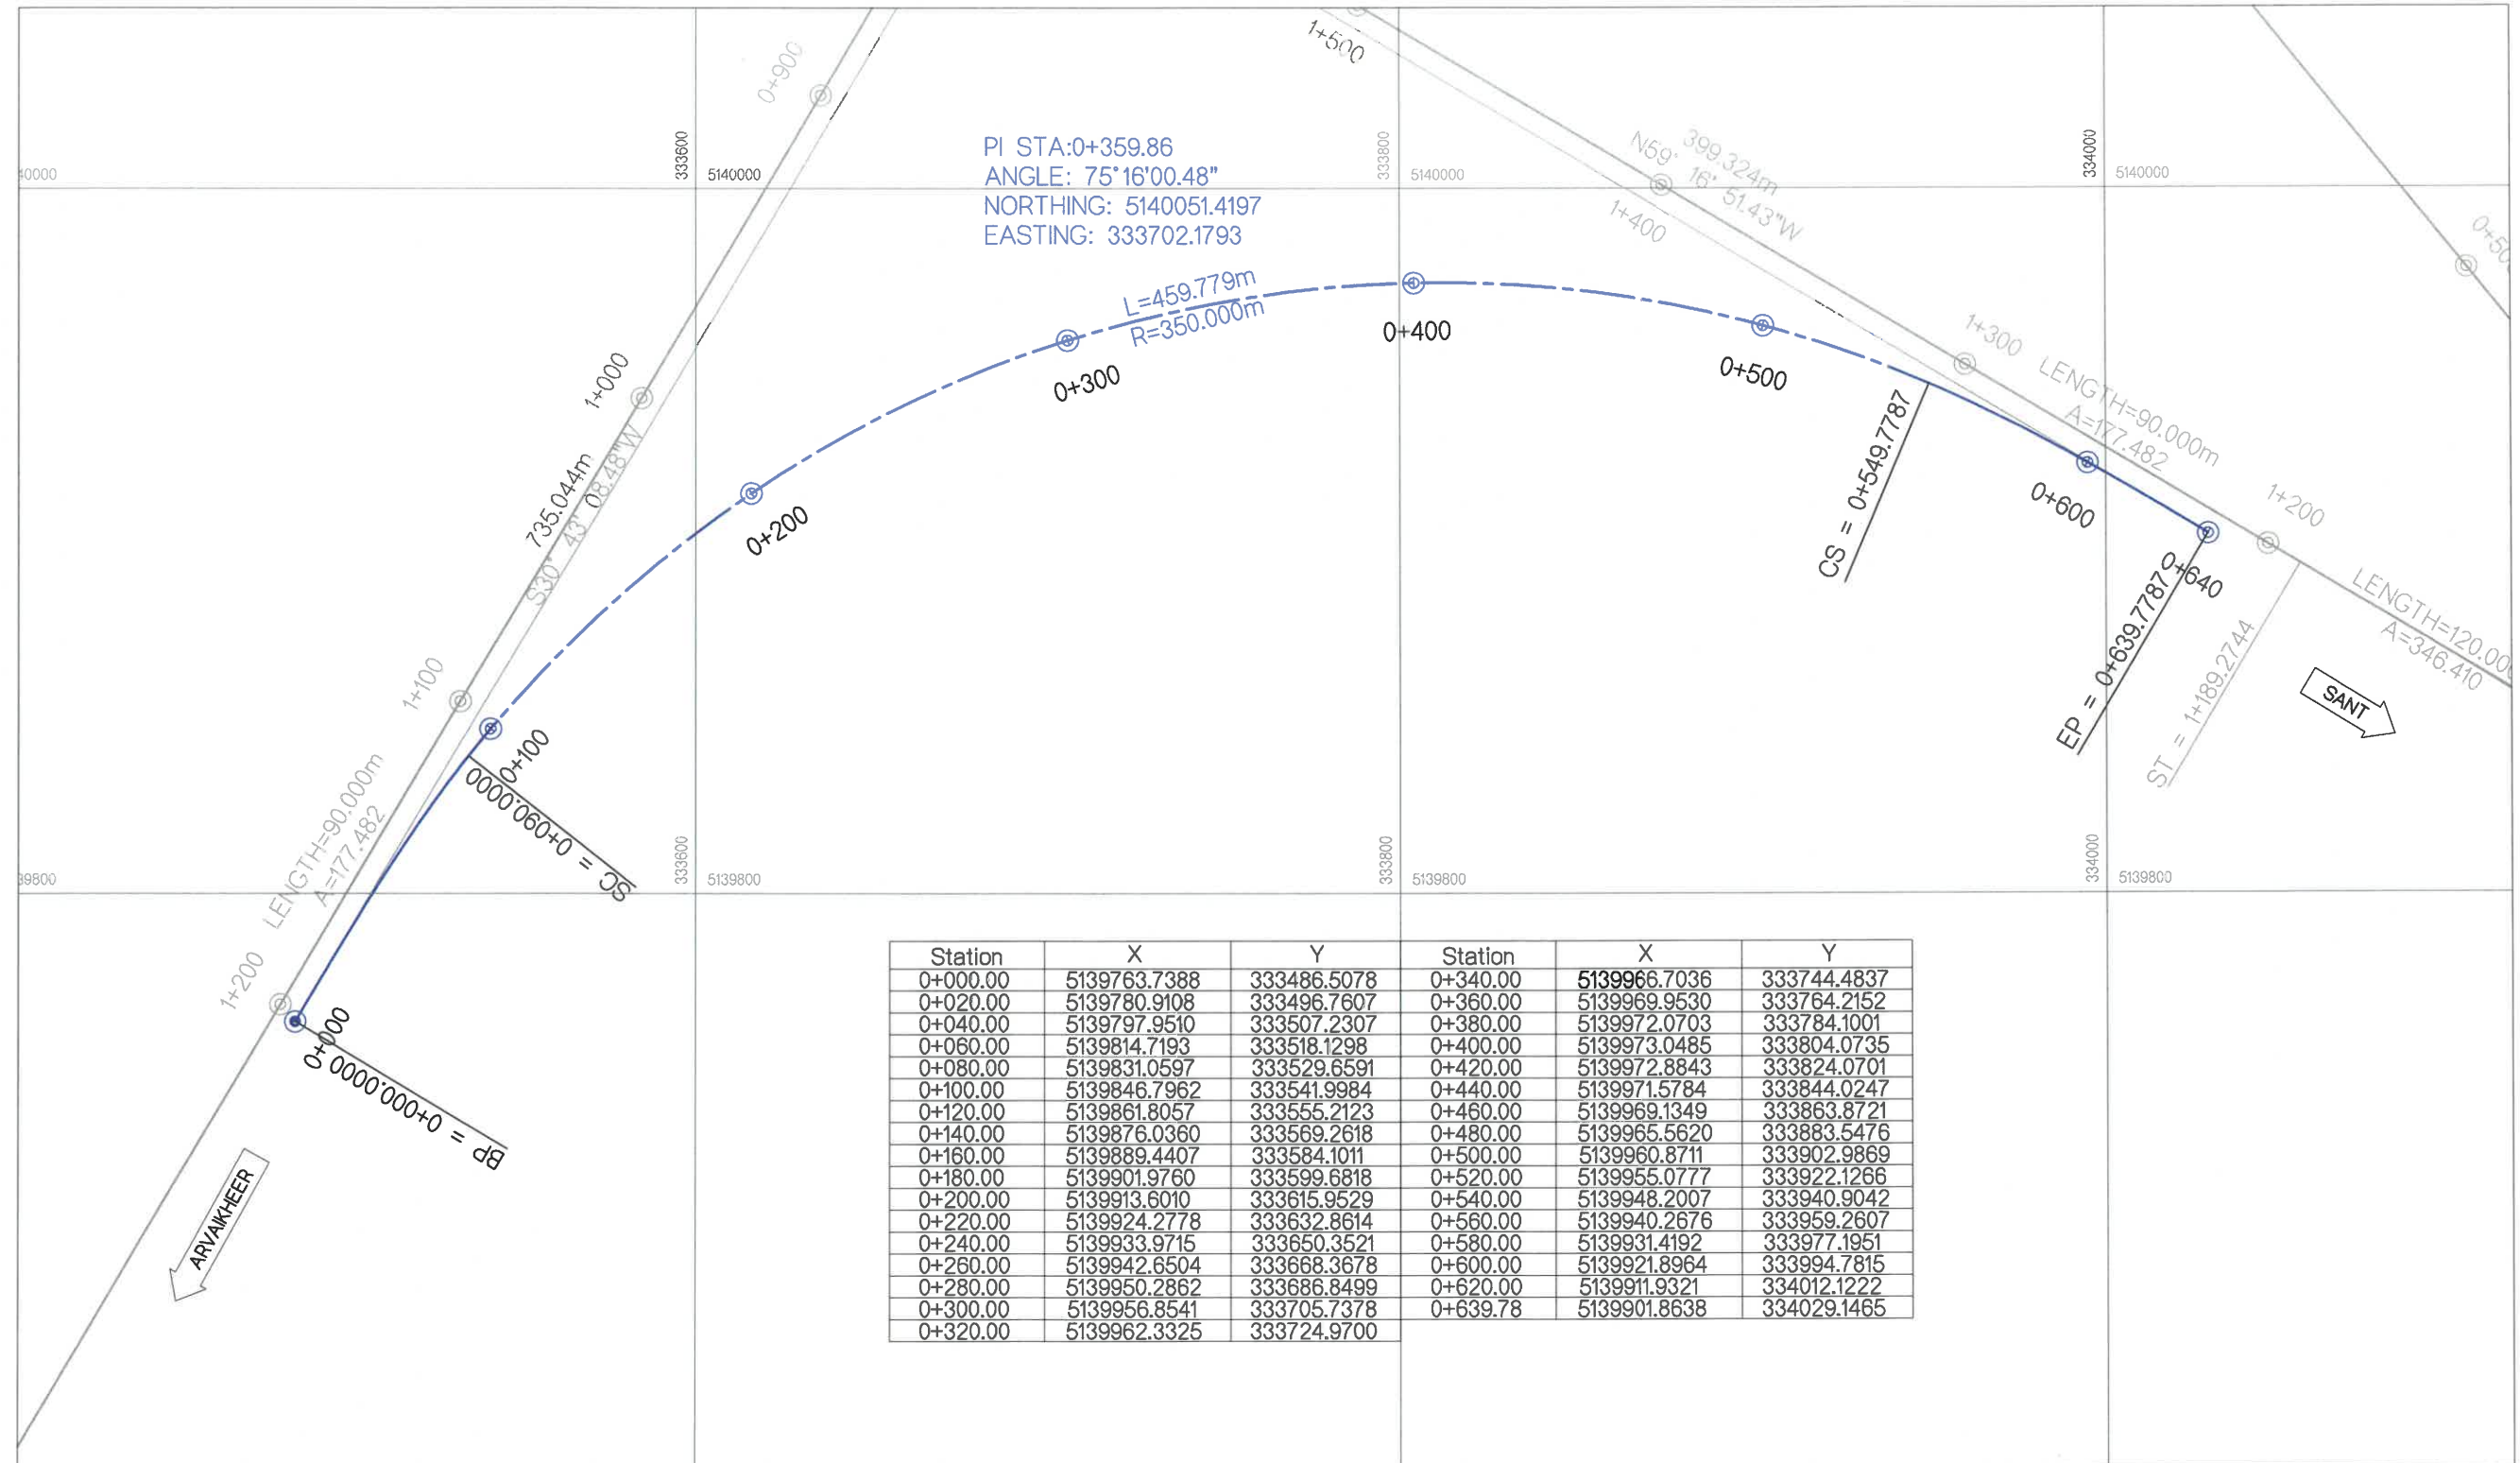 1+500
0+900
PI STA:0+359.86
ANGLE: 75°16'00.48"
NORTHING: 5140051.4197
EASTING: 333702.1793
333600
333800
334000
40000
5140000
5140000
5140000
399.324m
N59° 16' 51.43"W
1+400
L=459.779m
R=350.000m
0+400
0+300
0+500
0+200
1+300
LENGTH=90.000m
A=177.482
1+000
735.044m
S30° 43' 08.48"W
CS = 0+549.7787
0+600
1+200
0+640
EP = 0+639.7787
ST = 1+189.2744
A=346.410
SANT
1+100
0+100
SC = 0+090.0000
LENGTH=90.000m
A=177.482
333600
333800
334000
39800
5139800
5139800
5139800
1+200
0+000
BP = 0+000.0000
ARVAIKHEER
Station X Y Station X Y
0+000.00 5139763.7388 333486.5078 0+340.00 5139966.7036 333744.4837
0+020.00 5139780.9108 333496.7607 0+360.00 5139969.9530 333764.2152
0+040.00 5139797.9510 333507.2307 0+380.00 5139972.0703 333784.1001
0+060.00 5139814.7193 333518.1298 0+400.00 5139973.0485 333804.0735
0+080.00 5139831.0597 333529.6591 0+420.00 5139972.8843 333824.0701
0+100.00 5139846.7962 333541.9984 0+440.00 5139971.5784 333844.0247
0+120.00 5139861.8057 333555.2123 0+460.00 5139969.1349 333863.8721
0+140.00 5139876.0360 333569.2618 0+480.00 5139965.5620 333883.5476
0+160.00 5139889.4407 333584.1011 0+500.00 5139960.8711 333902.9869
0+180.00 5139901.9760 333599.6818 0+520.00 5139955.0777 333922.1266
0+200.00 5139913.6010 333615.9529 0+540.00 5139948.2007 333940.9042
0+220.00 5139924.2778 333632.8614 0+560.00 5139940.2676 333959.2607
0+240.00 5139933.9715 333650.3521 0+580.00 5139931.4192 333977.1951
0+260.00 5139942.6504 333668.3678 0+600.00 5139921.8964 333994.7815
0+280.00 5139950.2862 333686.8499 0+620.00 5139911.9321 334012.1222
0+300.00 5139956.8541 333705.7378 0+639.78 5139901.8638 334029.1465
0+320.00 5139962.3325 333724.9700